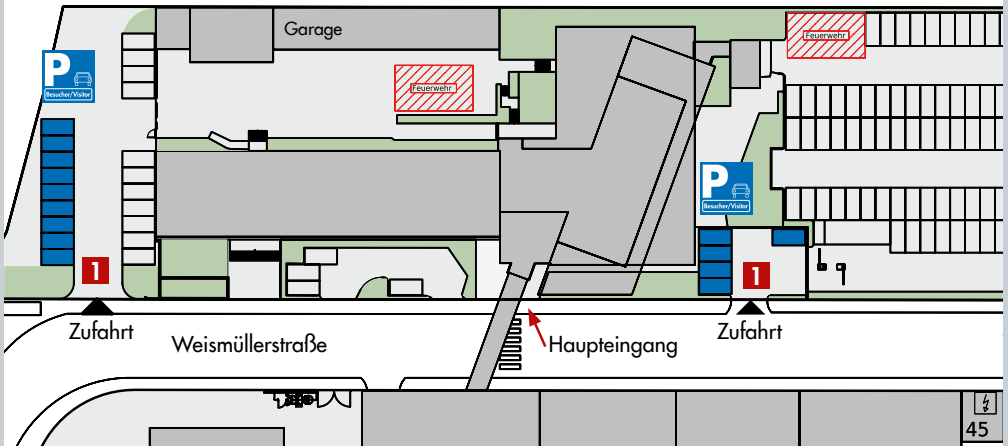 Garage
Feuerwehr
P
Besucher/Visitor
Feuerwehr
P
Besucher/Visitor
1
1
Zufahrt
Weismüllerstraße
Haupteingang
Zufahrt
45